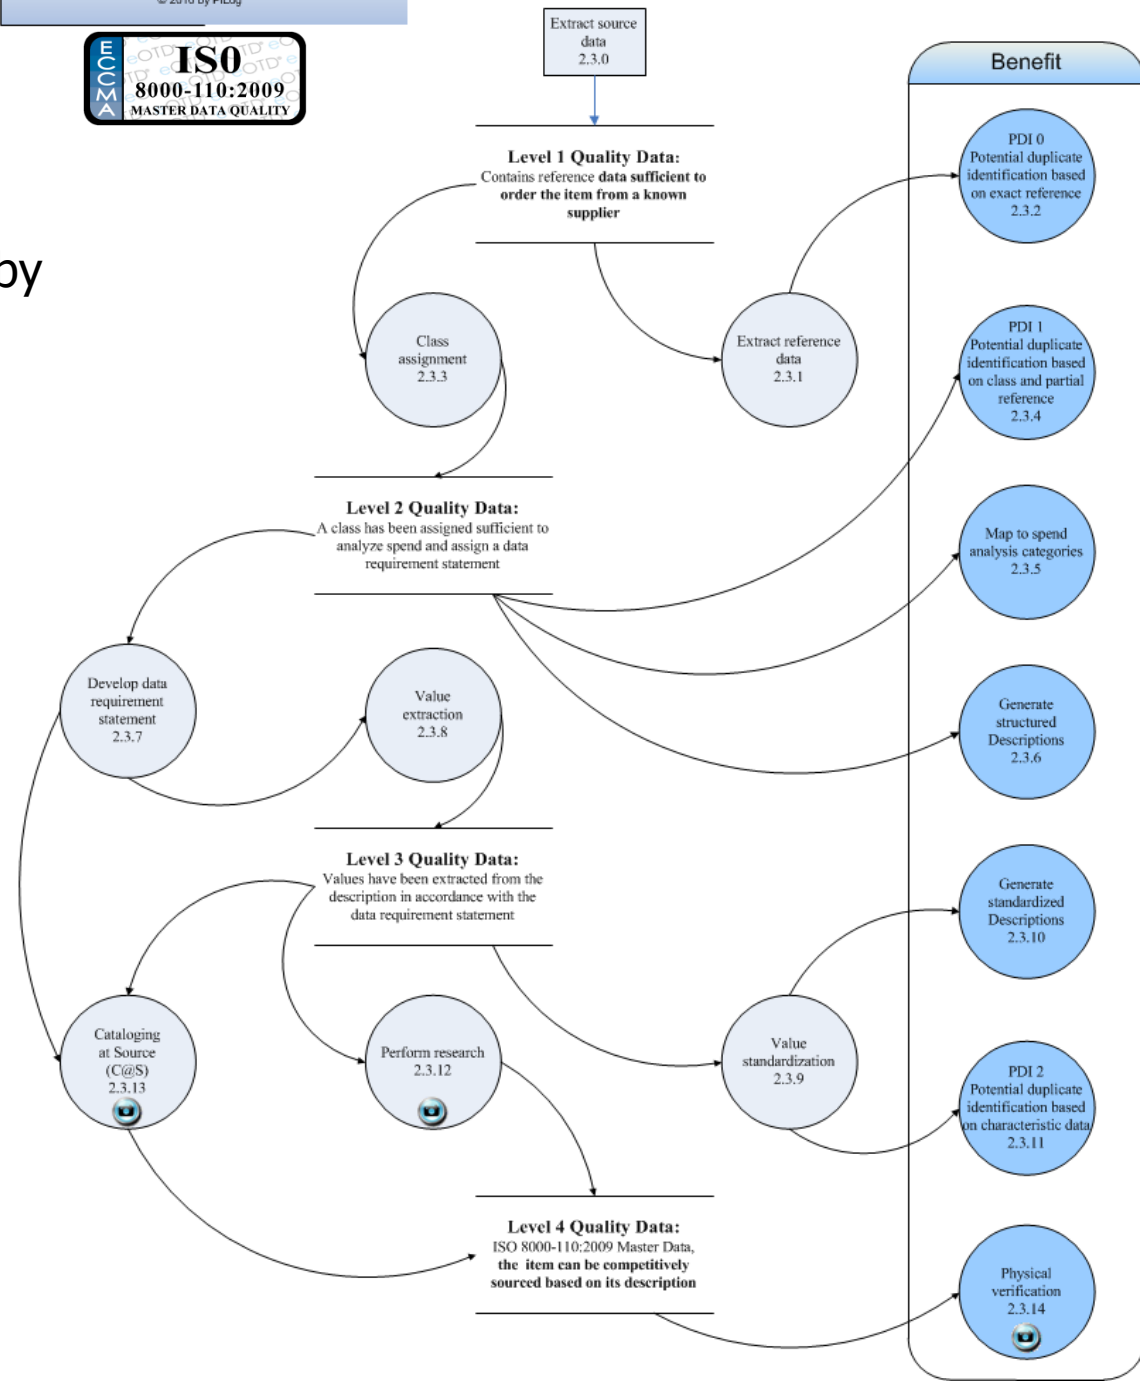 © 2010 by PiLog
ECCMA
ISO
8000-110:2009
MASTER DATA QUALITY
by
Extract source
data
2.3.0
Benefit
Level 1 Quality Data:
Contains reference data sufficient to
order the item from a known
supplier
PDI 0
Potential duplicate
identification based
on exact reference
2.3.2
Class
assignment
2.3.3
Extract reference
data
2.3.1
PDI 1
Potential duplicate
identification based
on class and partial
reference
2.3.4
Level 2 Quality Data:
A class has been assigned sufficient to
analyze spend and assign a data
requirement statement
Map to spend
analysis categories
2.3.5
Develop data
requirement
statement
2.3.7
Value
extraction
2.3.8
Generate
structured
Descriptions
2.3.6
Level 3 Quality Data:
Values have been extracted from the
description in accordance with the
data requirement statement
Generate
standardized
Descriptions
2.3.10
Cataloging
at Source
(C@S)
2.3.13
Perform research
2.3.12
Value
standardization
2.3.9
PDI 2
Potential duplicate
identification based
on characteristic data
2.3.11
Level 4 Quality Data:
ISO 8000-110:2009 Master Data,
the item can be competitively
sourced based on its description
Physical
verification
2.3.14